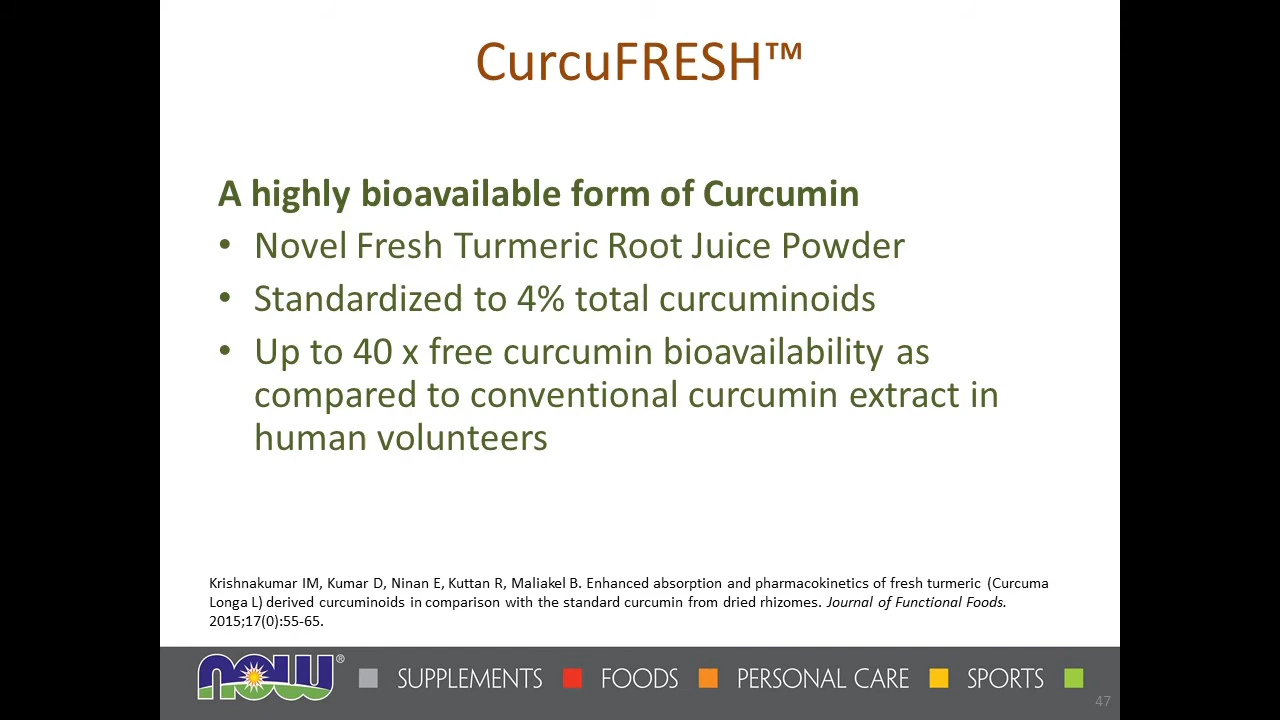 CurcuFRESH™
A highly bioavailable form of Curcumin
• Novel Fresh Turmeric Root Juice Powder
• Standardized to 4% total curcuminoids
• Up to 40 x free curcumin bioavailability as
compared to conventional curcumin extract in
human volunteers
Krishnakumar IM, Kumar D, Ninan E, Kuttan R, Maliakel B. Enhanced absorption and pharmacokinetics of fresh turmeric (Curcuma
Longa L) derived curcuminoids in comparison with the standard curcumin from dried rhizomes. Journal of Functional Foods.
2015;17(0):55-65.
now® SUPPLEMENTS FOODS PERSONAL CARE SPORTS
47